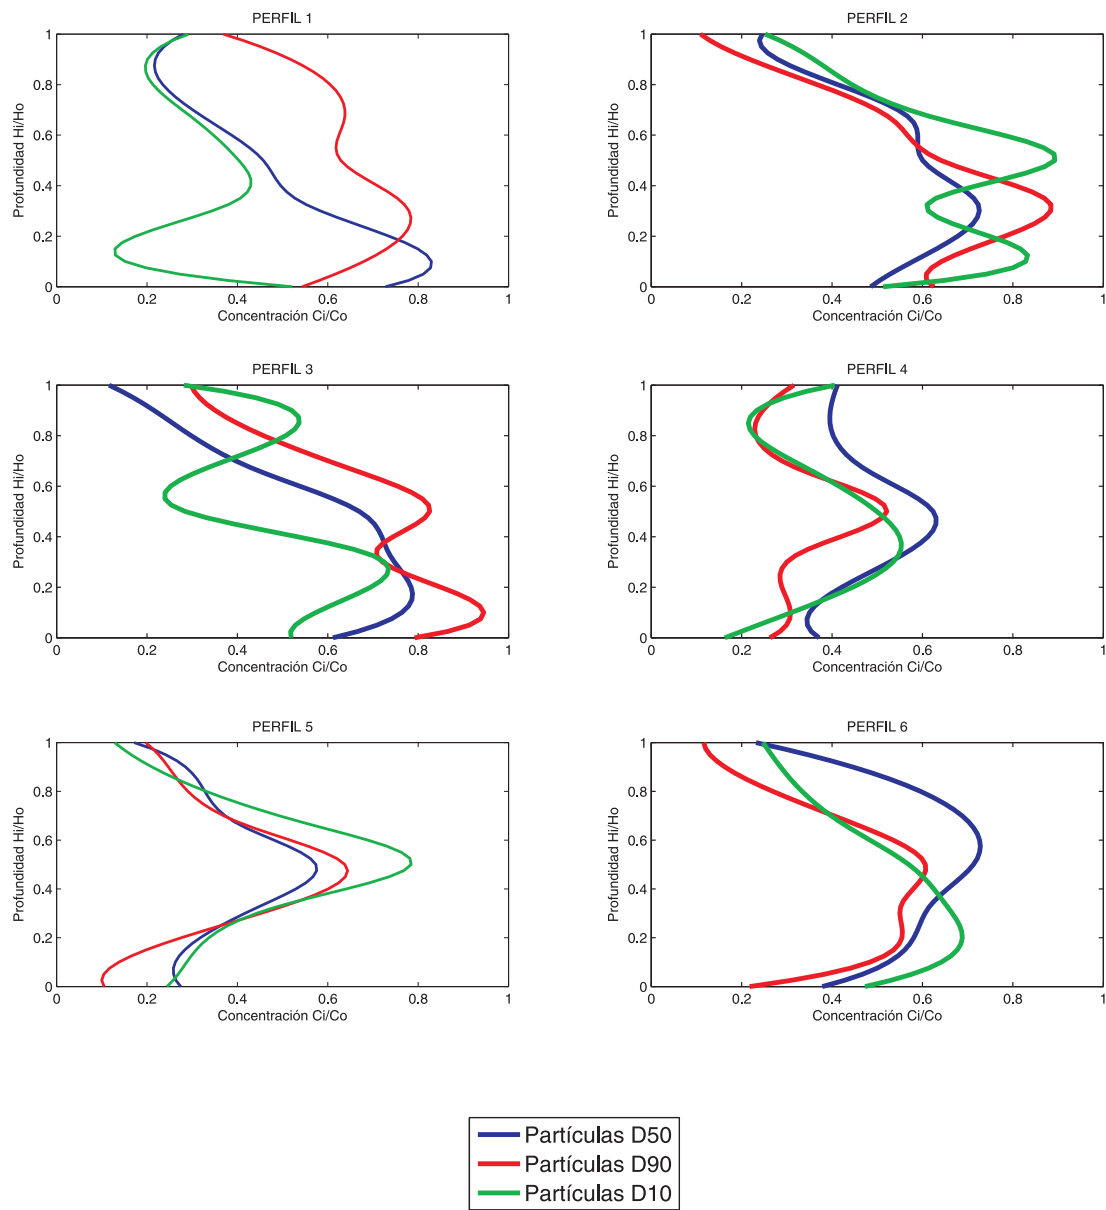 PERFIL 1
1
0.8
0.6
0.4
0.2
0
Profundidad Hi/Ho
0 0.2 0.4 0.6 0.8 1
Concentración Ci/Co
PERFIL 2
1
0.8
0.6
0.4
0.2
0
Profundidad Hi/Ho
0 0.2 0.4 0.6 0.8 1
Concentración Ci/Co
PERFIL 3
1
0.8
0.6
0.4
0.2
0
Profundidad Hi/Ho
0 0.2 0.4 0.6 0.8 1
Concentración Ci/Co
PERFIL 4
1
0.8
0.6
0.4
0.2
0
Profundidad Hi/Ho
0 0.2 0.4 0.6 0.8 1
Concentración Ci/Co
PERFIL 5
1
0.8
0.6
0.4
0.2
0
Profundidad Hi/Ho
0 0.2 0.4 0.6 0.8 1
Concentración Ci/Co
PERFIL 6
1
0.8
0.6
0.4
0.2
0
Profundidad Hi/Ho
0 0.2 0.4 0.6 0.8 1
Concentración Ci/Co
Partículas D50
Partículas D90
Partículas D10